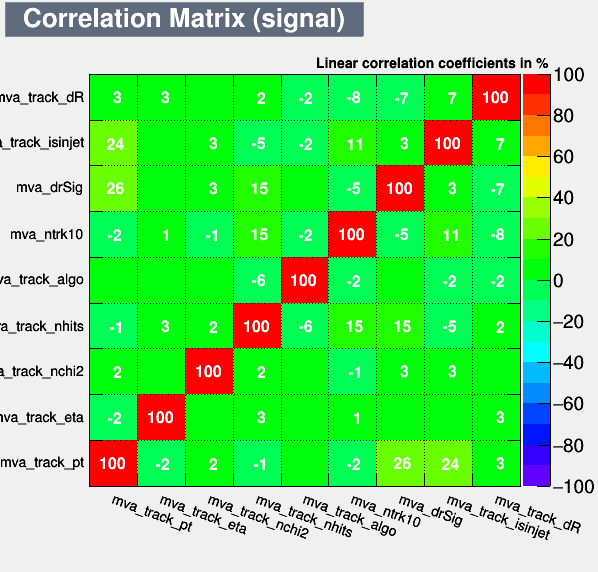 Correlation Matrix (signal)
Linear correlation coefficients in %
mva_track_dR 3 3 2 -2 -8 -7 7 100
a_track_isinjet 24 3 -5 -2 11 3 100 7
mva_drSig 26 3 15 -5 100 3 -7
mva_ntrk10 -2 1 -1 15 -2 100 -5 11 -8
va_track_algo -6 100 -2 -2 -2
va_track_nhits -1 3 2 100 -6 15 15 -5 2
a_track_nchi2 2 100 2 -1 3 3
mva_track_eta -2 100 3 1 3
mva_track_pt 100 -2 2 -1 -2 26 24 3
100
80
60
40
20
0
−20
−40
−60
−80
−100
mva_track_pt
mva_track_eta
mva_track_nchi2
mva_track_nhits
mva_track_algo
mva_ntrk10
mva_drSig
mva_track_isinjet
mva_track_dR